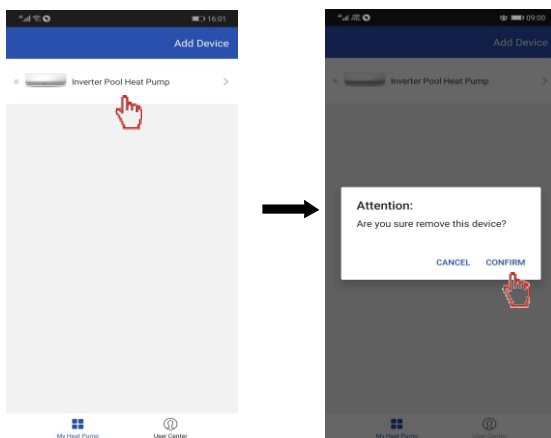 16:01
Add Device
Inverter Pool Heat Pump
My Heat Pump
User Center
09:00
Add Device
Inverter Pool Heat Pump
Attention:
Are you sure remove this device?
CANCEL CONFIRM
My Heat Pump
User Center